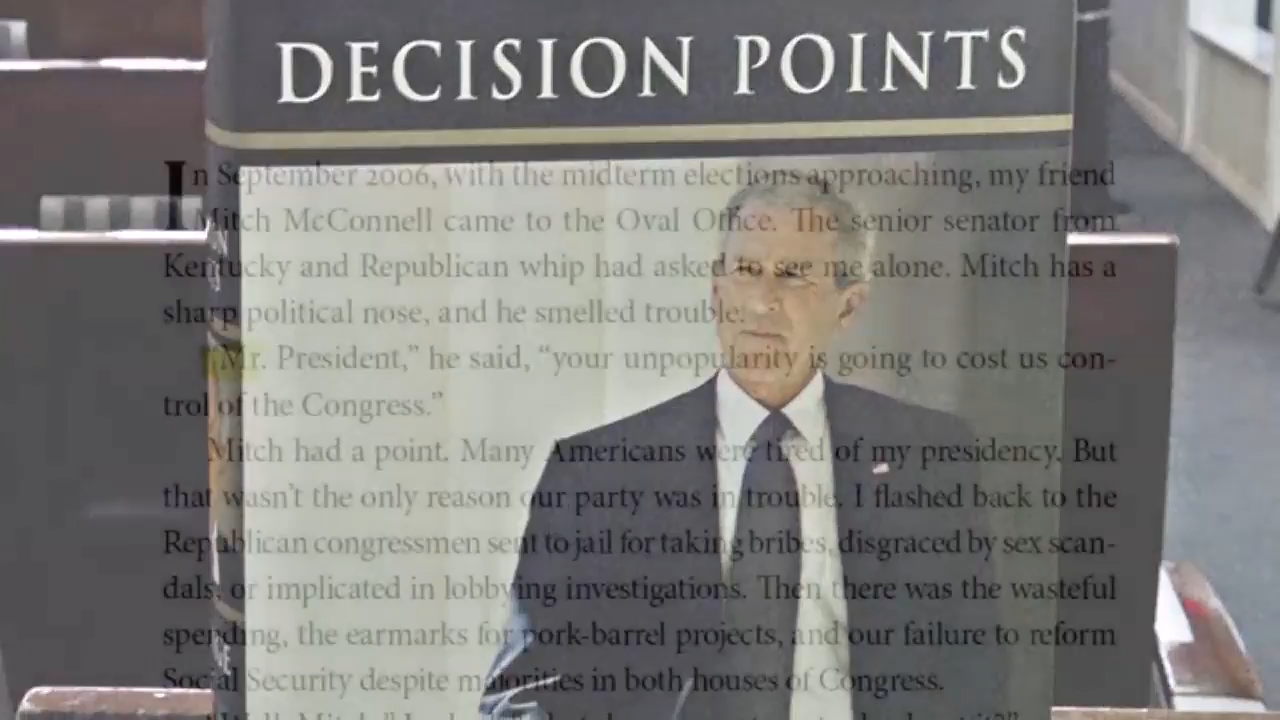 DECISION POINTS
In September 2006, with the midterm elections approaching, my friend
Mitch McConnell came to the Oval Office. The senior senator from
Kentucky and Republican whip had asked to see me alone. Mitch has a
sharp political nose, and he smelled trouble.
“Mr. President,” he said, “your unpopularity is going to cost us con-
trol of the Congress.”
Mitch had a point. Many Americans were tired of my presidency. But
that wasn’t the only reason our party was in trouble. I flashed back to the
Republican congressmen sent to jail for taking bribes, disgraced by sex scan-
dals, or implicated in lobbying investigations. Then there was the wasteful
spending, the earmarks for pork-barrel projects, and our failure to reform
Social Security despite majorities in both houses of Congress.
“Well, Mitch,”